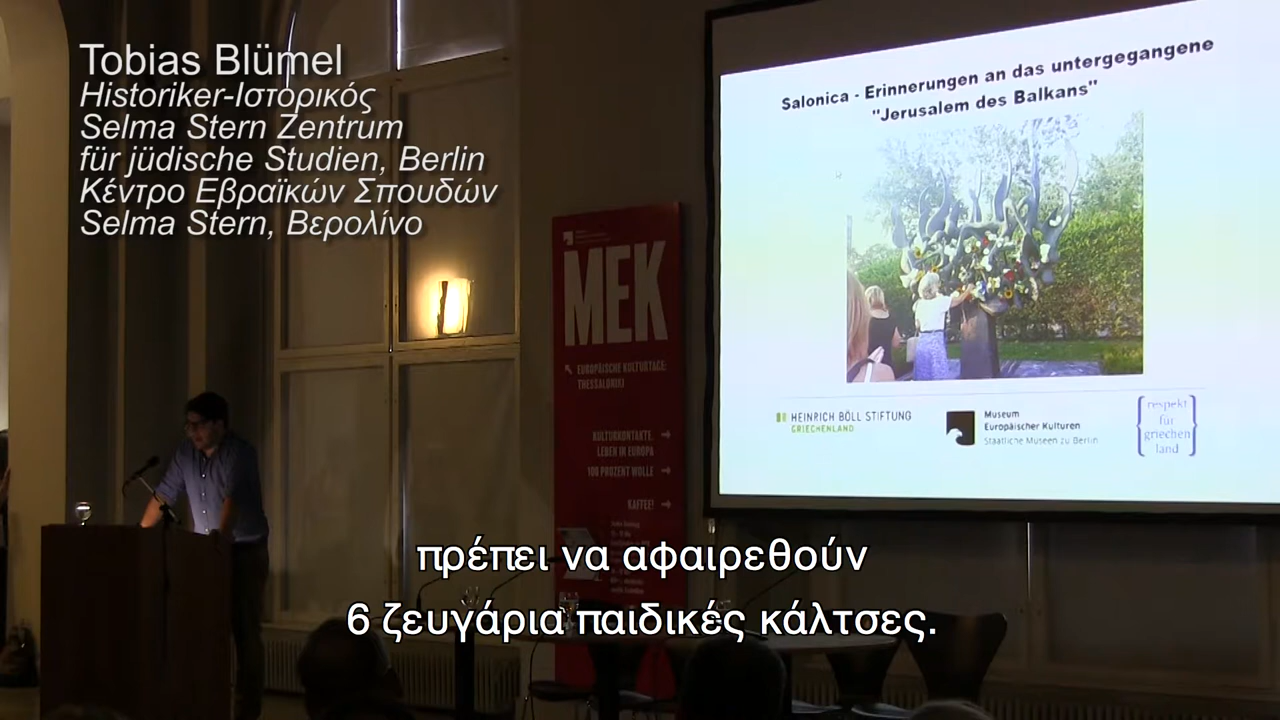 Tobias Blümel
Historiker-Ιστορικός
Selma Stern Zentrum
für jüdische Studien, Berlin
Κέντρο Εβραϊκών Σπουδών
Selma Stern, Βερολίνο
Salonica - Erinnerungen an das untergegangene
"Jerusalem des Balkans"
HEINRICH BÖLL STIFTUNG
GRIECHENLAND
Museum
Europäischer Kulturen
Staatliche Museen zu Berlin
respekt
für
griechen
land
MEK
EUROPÄISCHE KULTURTAGE:
THESSALONIKI
KULTURKONTAKTE.
LEBEN IN EUROPA
100 PROZENT WOLLE
KAFFEE!
πρέπει να αφαιρεθούν
6 ζευγάρια παιδικές κάλτσες.